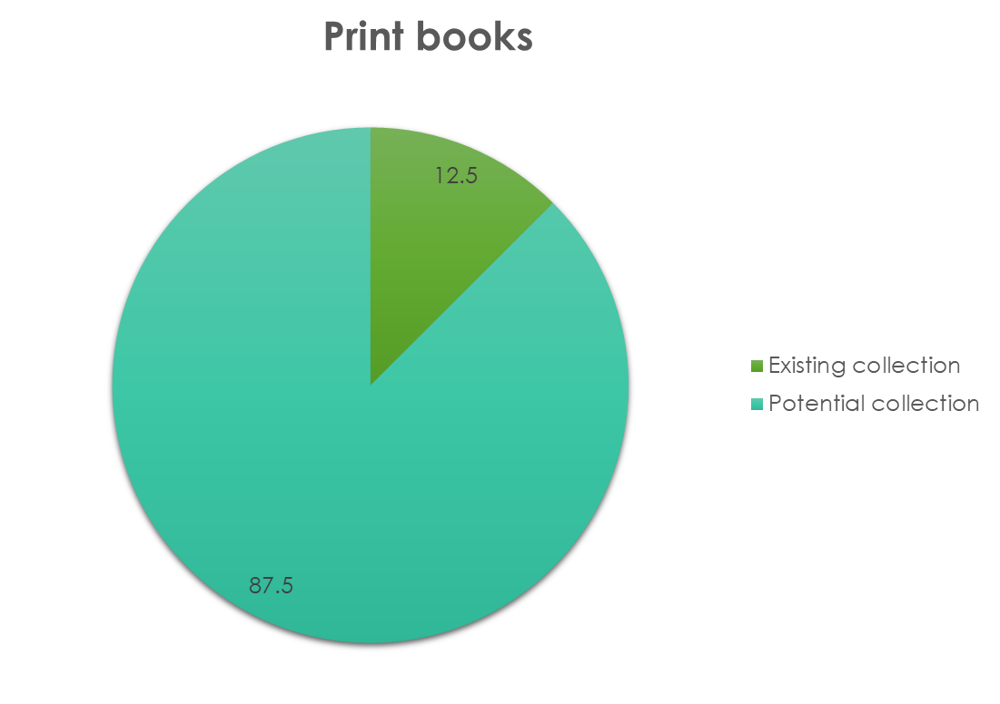 Print books
12.5
87.5
Existing collection
Potential collection